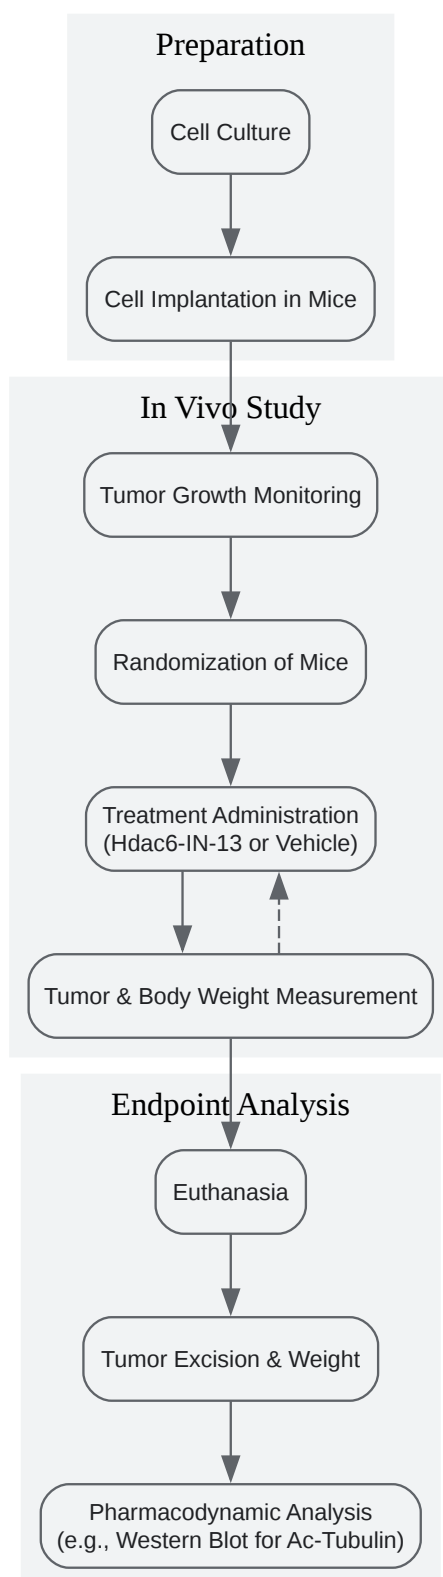 Preparation
Cell Culture
Cell Implantation in Mice
In Vivo Study
Tumor Growth Monitoring
Randomization of Mice
Treatment Administration
(Hdac6-IN-13 or Vehicle)
Tumor & Body Weight Measurement
Endpoint Analysis
Euthanasia
Tumor Excision & Weight
Pharmacodynamic Analysis
(e.g., Western Blot for Ac-Tubulin)